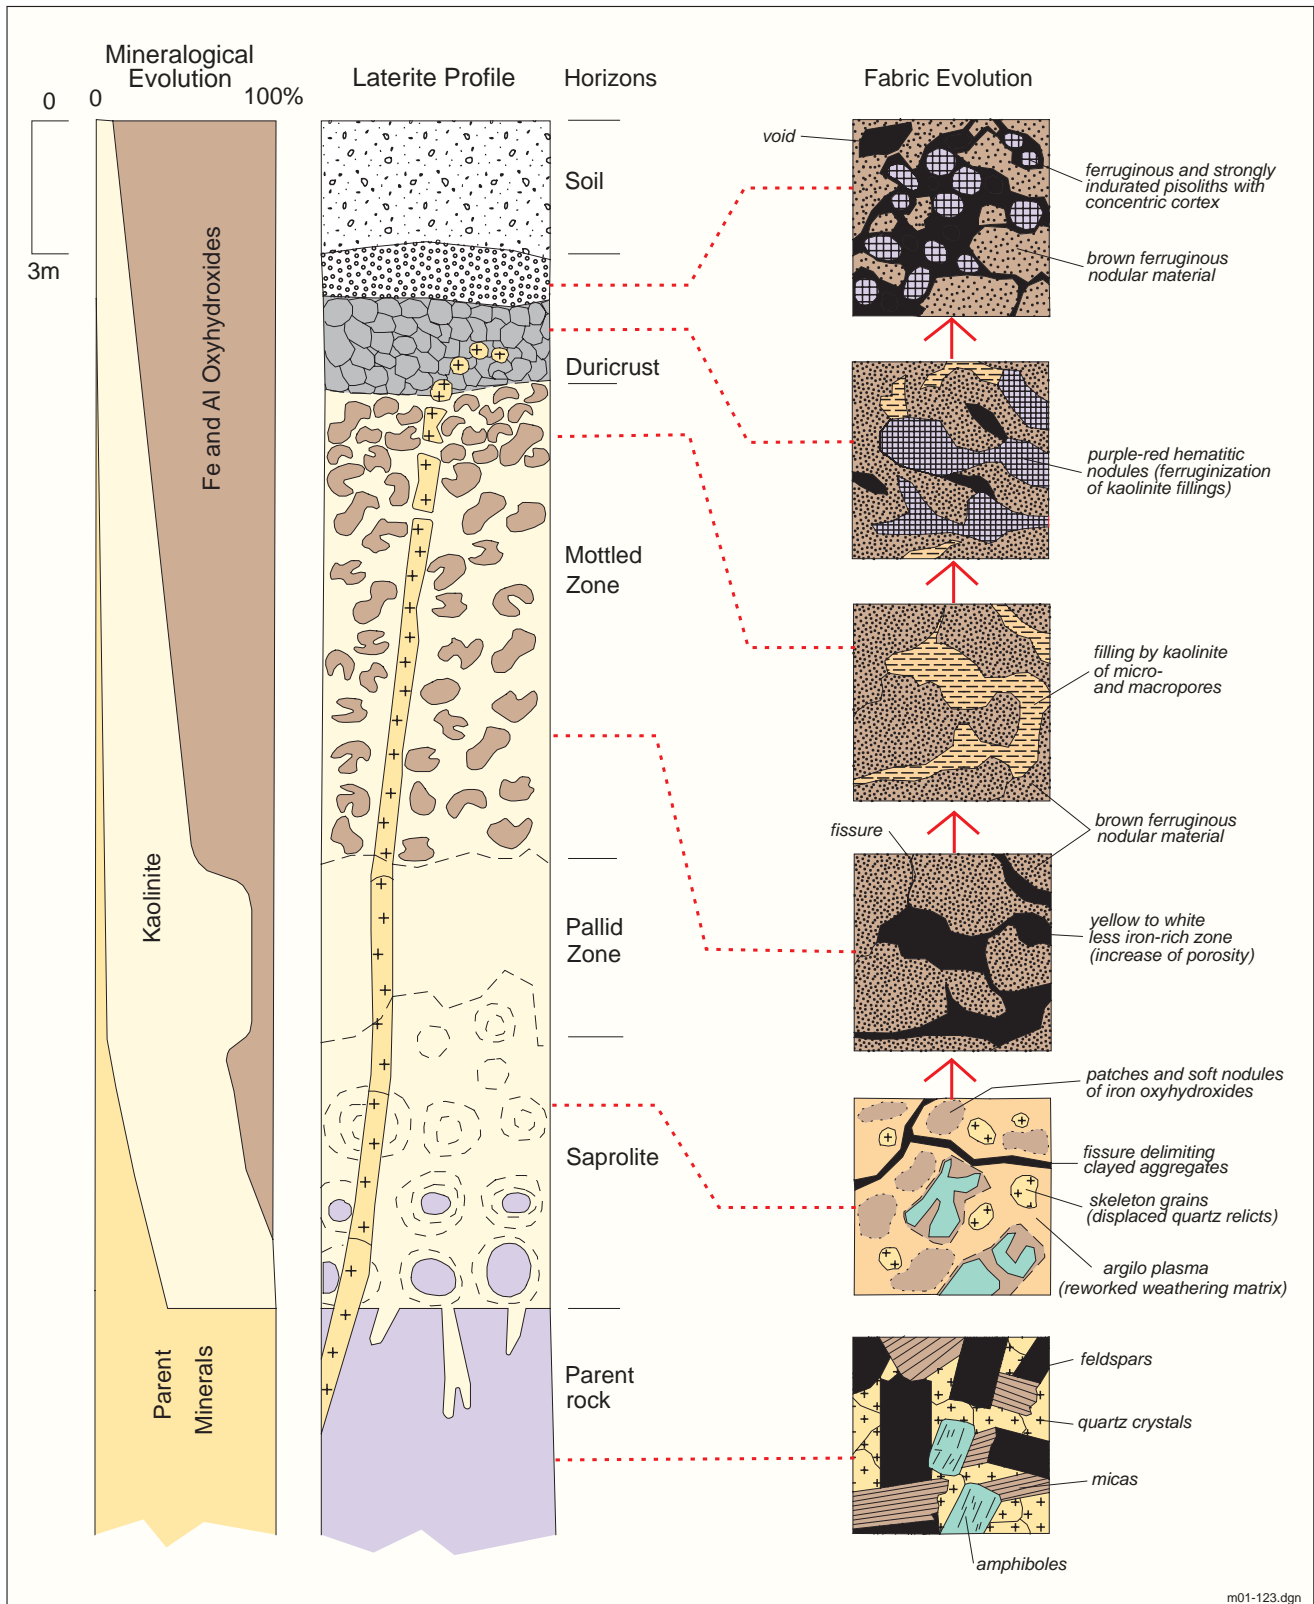 Mineralogical
Evolution
Laterite Profile
Horizons
Fabric Evolution
0
0
100%
3m
Fe and Al Oxyhydroxides
Kaolinite
Parent
Minerals
Soil
Duricrust
Mottled
Zone
Pallid
Zone
Saprolite
Parent
rock
void
ferruginous and strongly
indurated pisoliths with
concentric cortex
brown ferruginous
nodular material
purple-red hematitic
nodules (ferruginization
of kaolinite fillings)
filling by kaolinite
of micro-
and macropores
brown ferruginous
nodular material
fissure
yellow to white
less iron-rich zone
(increase of porosity)
patches and soft nodules
of iron oxyhydroxides
fissure delimiting
clayed aggregates
skeleton grains
(displaced quartz relicts)
argilo plasma
(reworked weathering matrix)
feldspars
quartz crystals
micas
amphiboles
m01-123.dgn